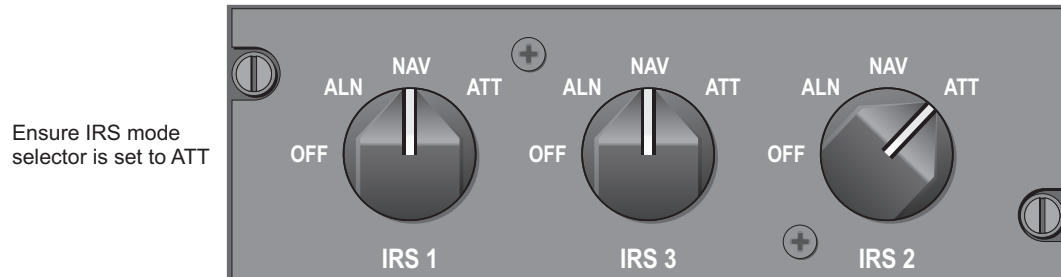 Ensure IRS mode
selector is set to ATT
OFF ALN NAV ATT
IRS 1
OFF ALN NAV ATT
IRS 3
OFF ALN NAV ATT
IRS 2